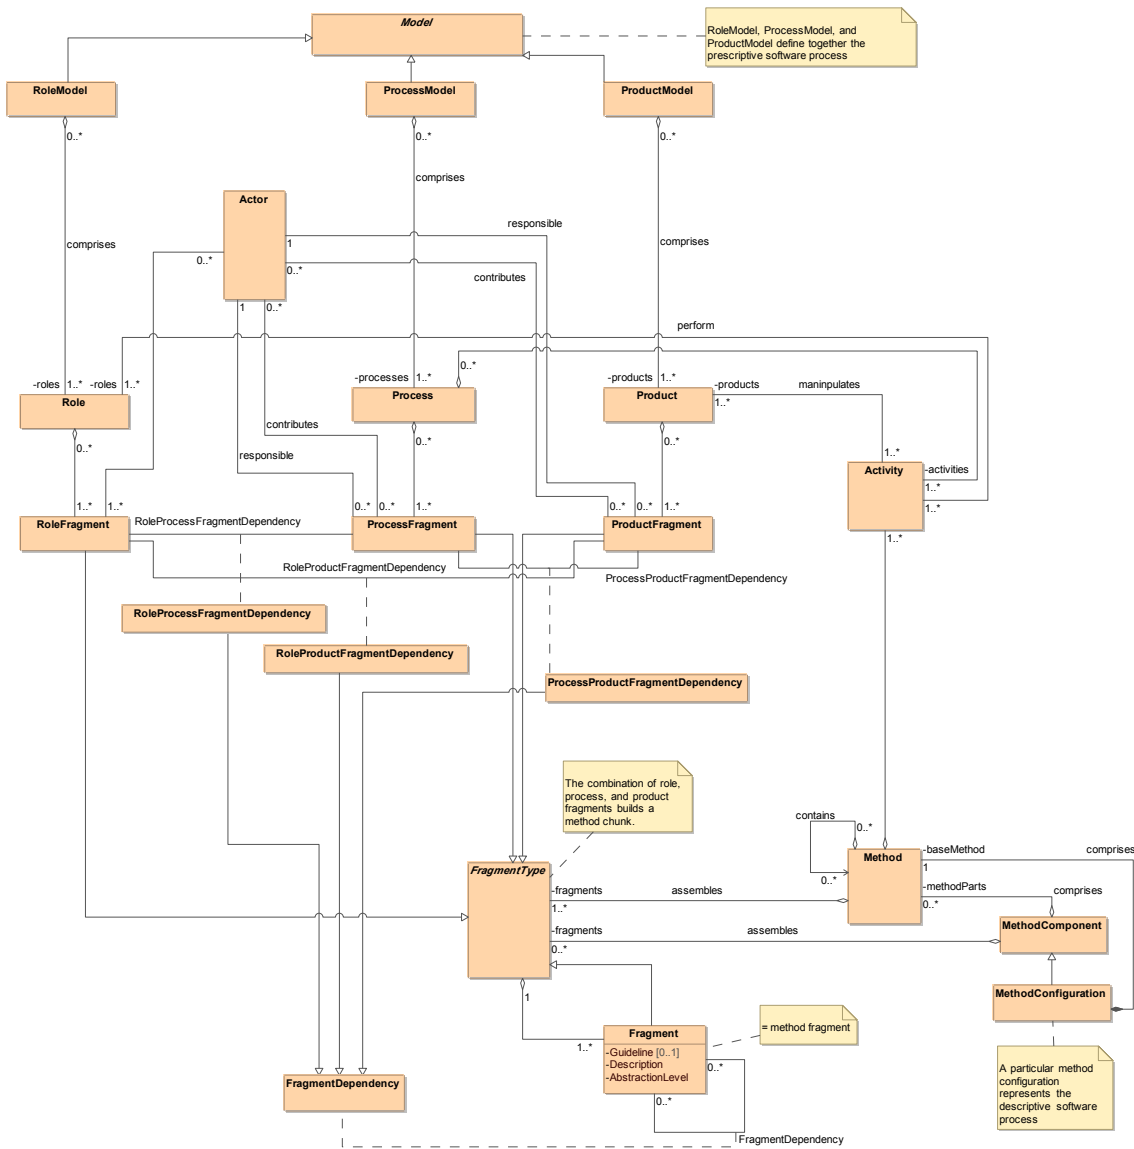 Model
RoleModel, ProcessModel, and
ProductModel define together the
prescriptive software process
RoleModel
ProcessModel
ProductModel
0..*
0..*
0..*
comprises
Actor
responsible
comprises
comprises
1
0..*
0..*
contributes
1
0..*
perform
0..*
-roles
1..*
-roles
1..*
-processes
1..*
-products
1..*
-products
maninpulates
Role
Process
Product
1..*
0..*
0..*
0..*
contributes
responsible
1..*
Activity
-activities
1..*
1..*
1..*
1..*
0..*
0..*
1..*
0..*
0..*
1..*
RoleFragment
RoleProcessFragmentDependency
ProcessFragment
ProductFragment
1..*
RoleProductFragmentDependency
ProcessProductFragmentDependency
RoleProcessFragmentDependency
RoleProductFragmentDependency
ProcessProductFragmentDependency
The combination of role,
process, and product
fragments builds a
method chunk.
contains
0..*
-baseMethod
comprises
Method
1
FragmentType
0..*
-fragments
assembles
-methodParts
comprises
1..*
0..*
MethodComponent
-fragments
assembles
0..*
1
MethodConfiguration
Fragment
= method fragment
1..*
-Guideline [0..1]
-Description
-AbstractionLevel
0..*
0..*
A particular method
configuration
represents the
descriptive software
process
FragmentDependency
FragmentDependency